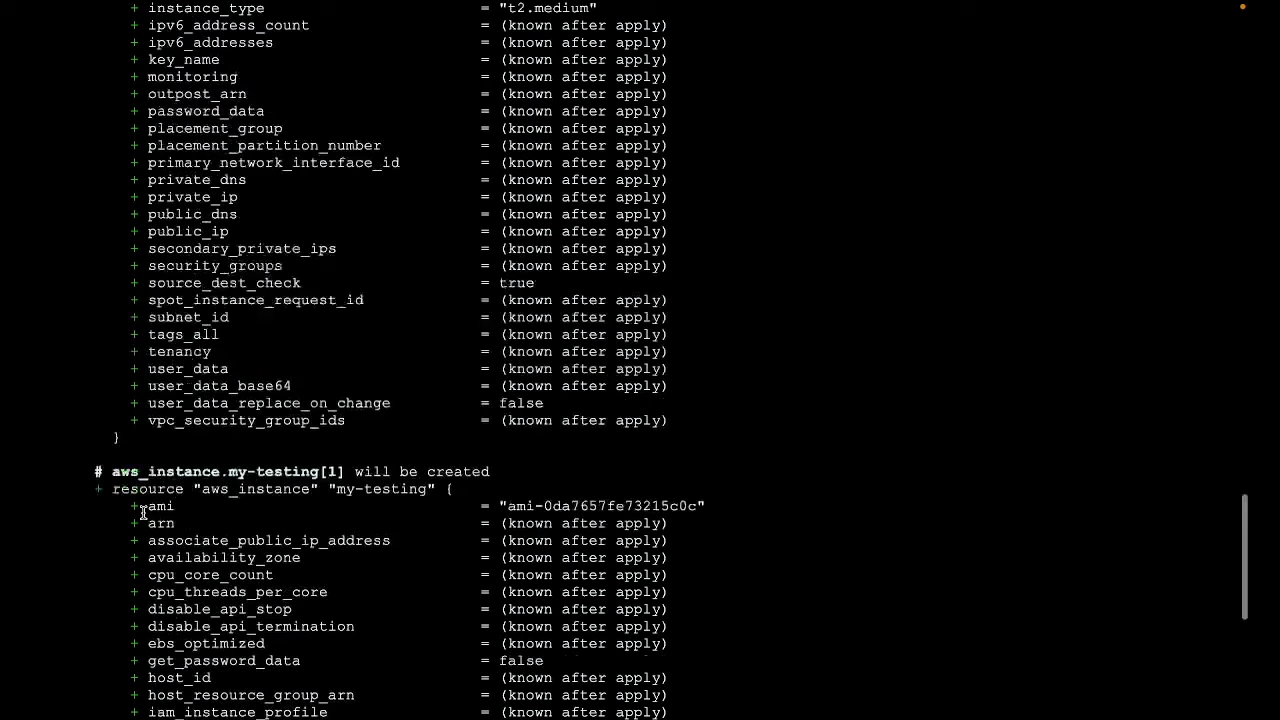 + instance_type = "t2.medium"
+ ipv6_address_count = (known after apply)
+ ipv6_addresses = (known after apply)
+ key_name = (known after apply)
+ monitoring = (known after apply)
+ outpost_arn = (known after apply)
+ password_data = (known after apply)
+ placement_group = (known after apply)
+ placement_partition_number = (known after apply)
+ primary_network_interface_id = (known after apply)
+ private_dns = (known after apply)
+ private_ip = (known after apply)
+ public_dns = (known after apply)
+ public_ip = (known after apply)
+ secondary_private_ips = (known after apply)
+ security_groups = (known after apply)
+ source_dest_check = true
+ spot_instance_request_id = (known after apply)
+ subnet_id = (known after apply)
+ tags_all = (known after apply)
+ tenancy = (known after apply)
+ user_data = (known after apply)
+ user_data_base64 = (known after apply)
+ user_data_replace_on_change = false
+ vpc_security_group_ids = (known after apply)
}
# aws_instance.my-testing[1] will be created
+ resource "aws_instance" "my-testing" {
+ ami = "ami-0da7657fe73215c0c"
+ arn = (known after apply)
+ associate_public_ip_address = (known after apply)
+ availability_zone = (known after apply)
+ cpu_core_count = (known after apply)
+ cpu_threads_per_core = (known after apply)
+ disable_api_stop = (known after apply)
+ disable_api_termination = (known after apply)
+ ebs_optimized = (known after apply)
+ get_password_data = false
+ host_id = (known after apply)
+ host_resource_group_arn = (known after apply)
+ iam_instance_profile = (known after apply)